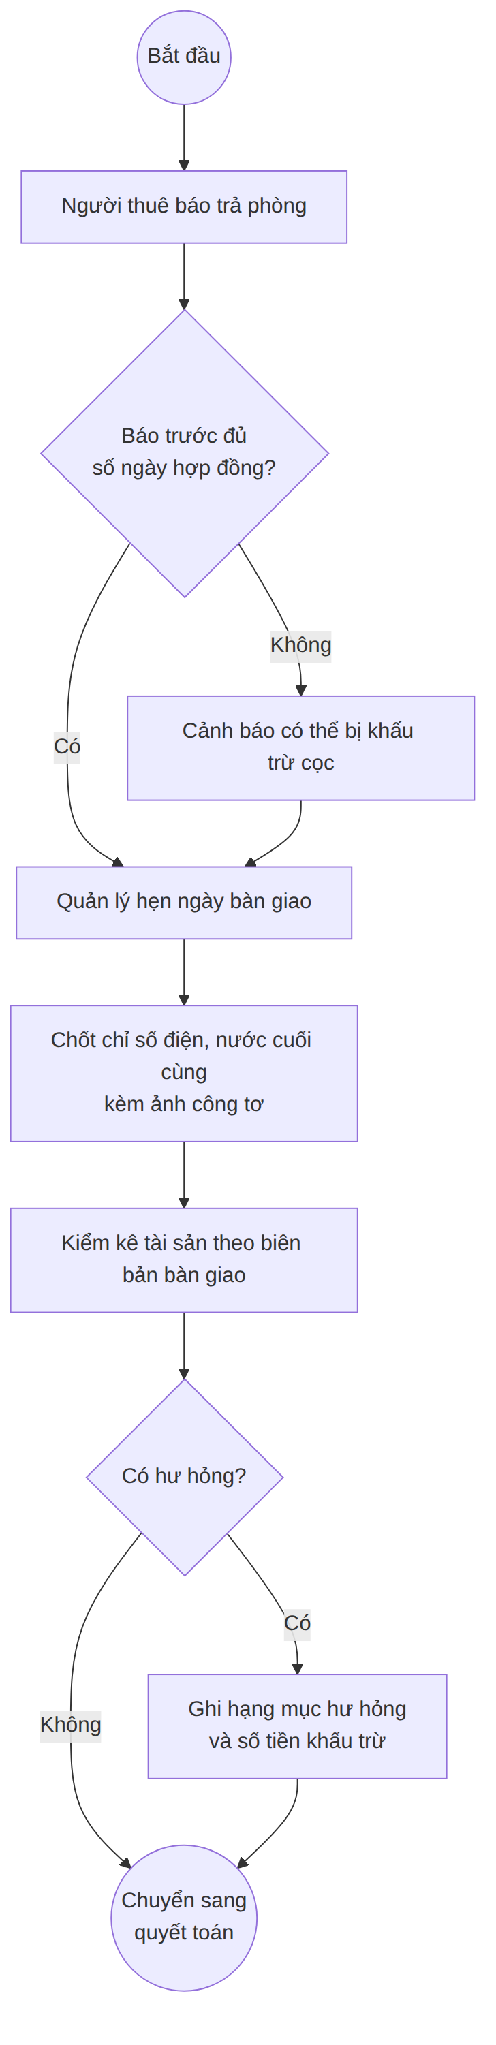 Bắt đầu
Người thuê báo trả phòng
Báo trước đủ
số ngày hợp đồng?
Không
Cảnh báo có thể bị khấu
trừ cọc
Có
Quản lý hẹn ngày bàn giao
Chốt chỉ số điện, nước cuối
cùng
kèm ảnh công tơ
Kiểm kê tài sản theo biên
bản bàn giao
Có hư hỏng?
Có
Ghi hạng mục hư hỏng
và số tiền khấu trừ
Không
Chuyển sang
quyết toán